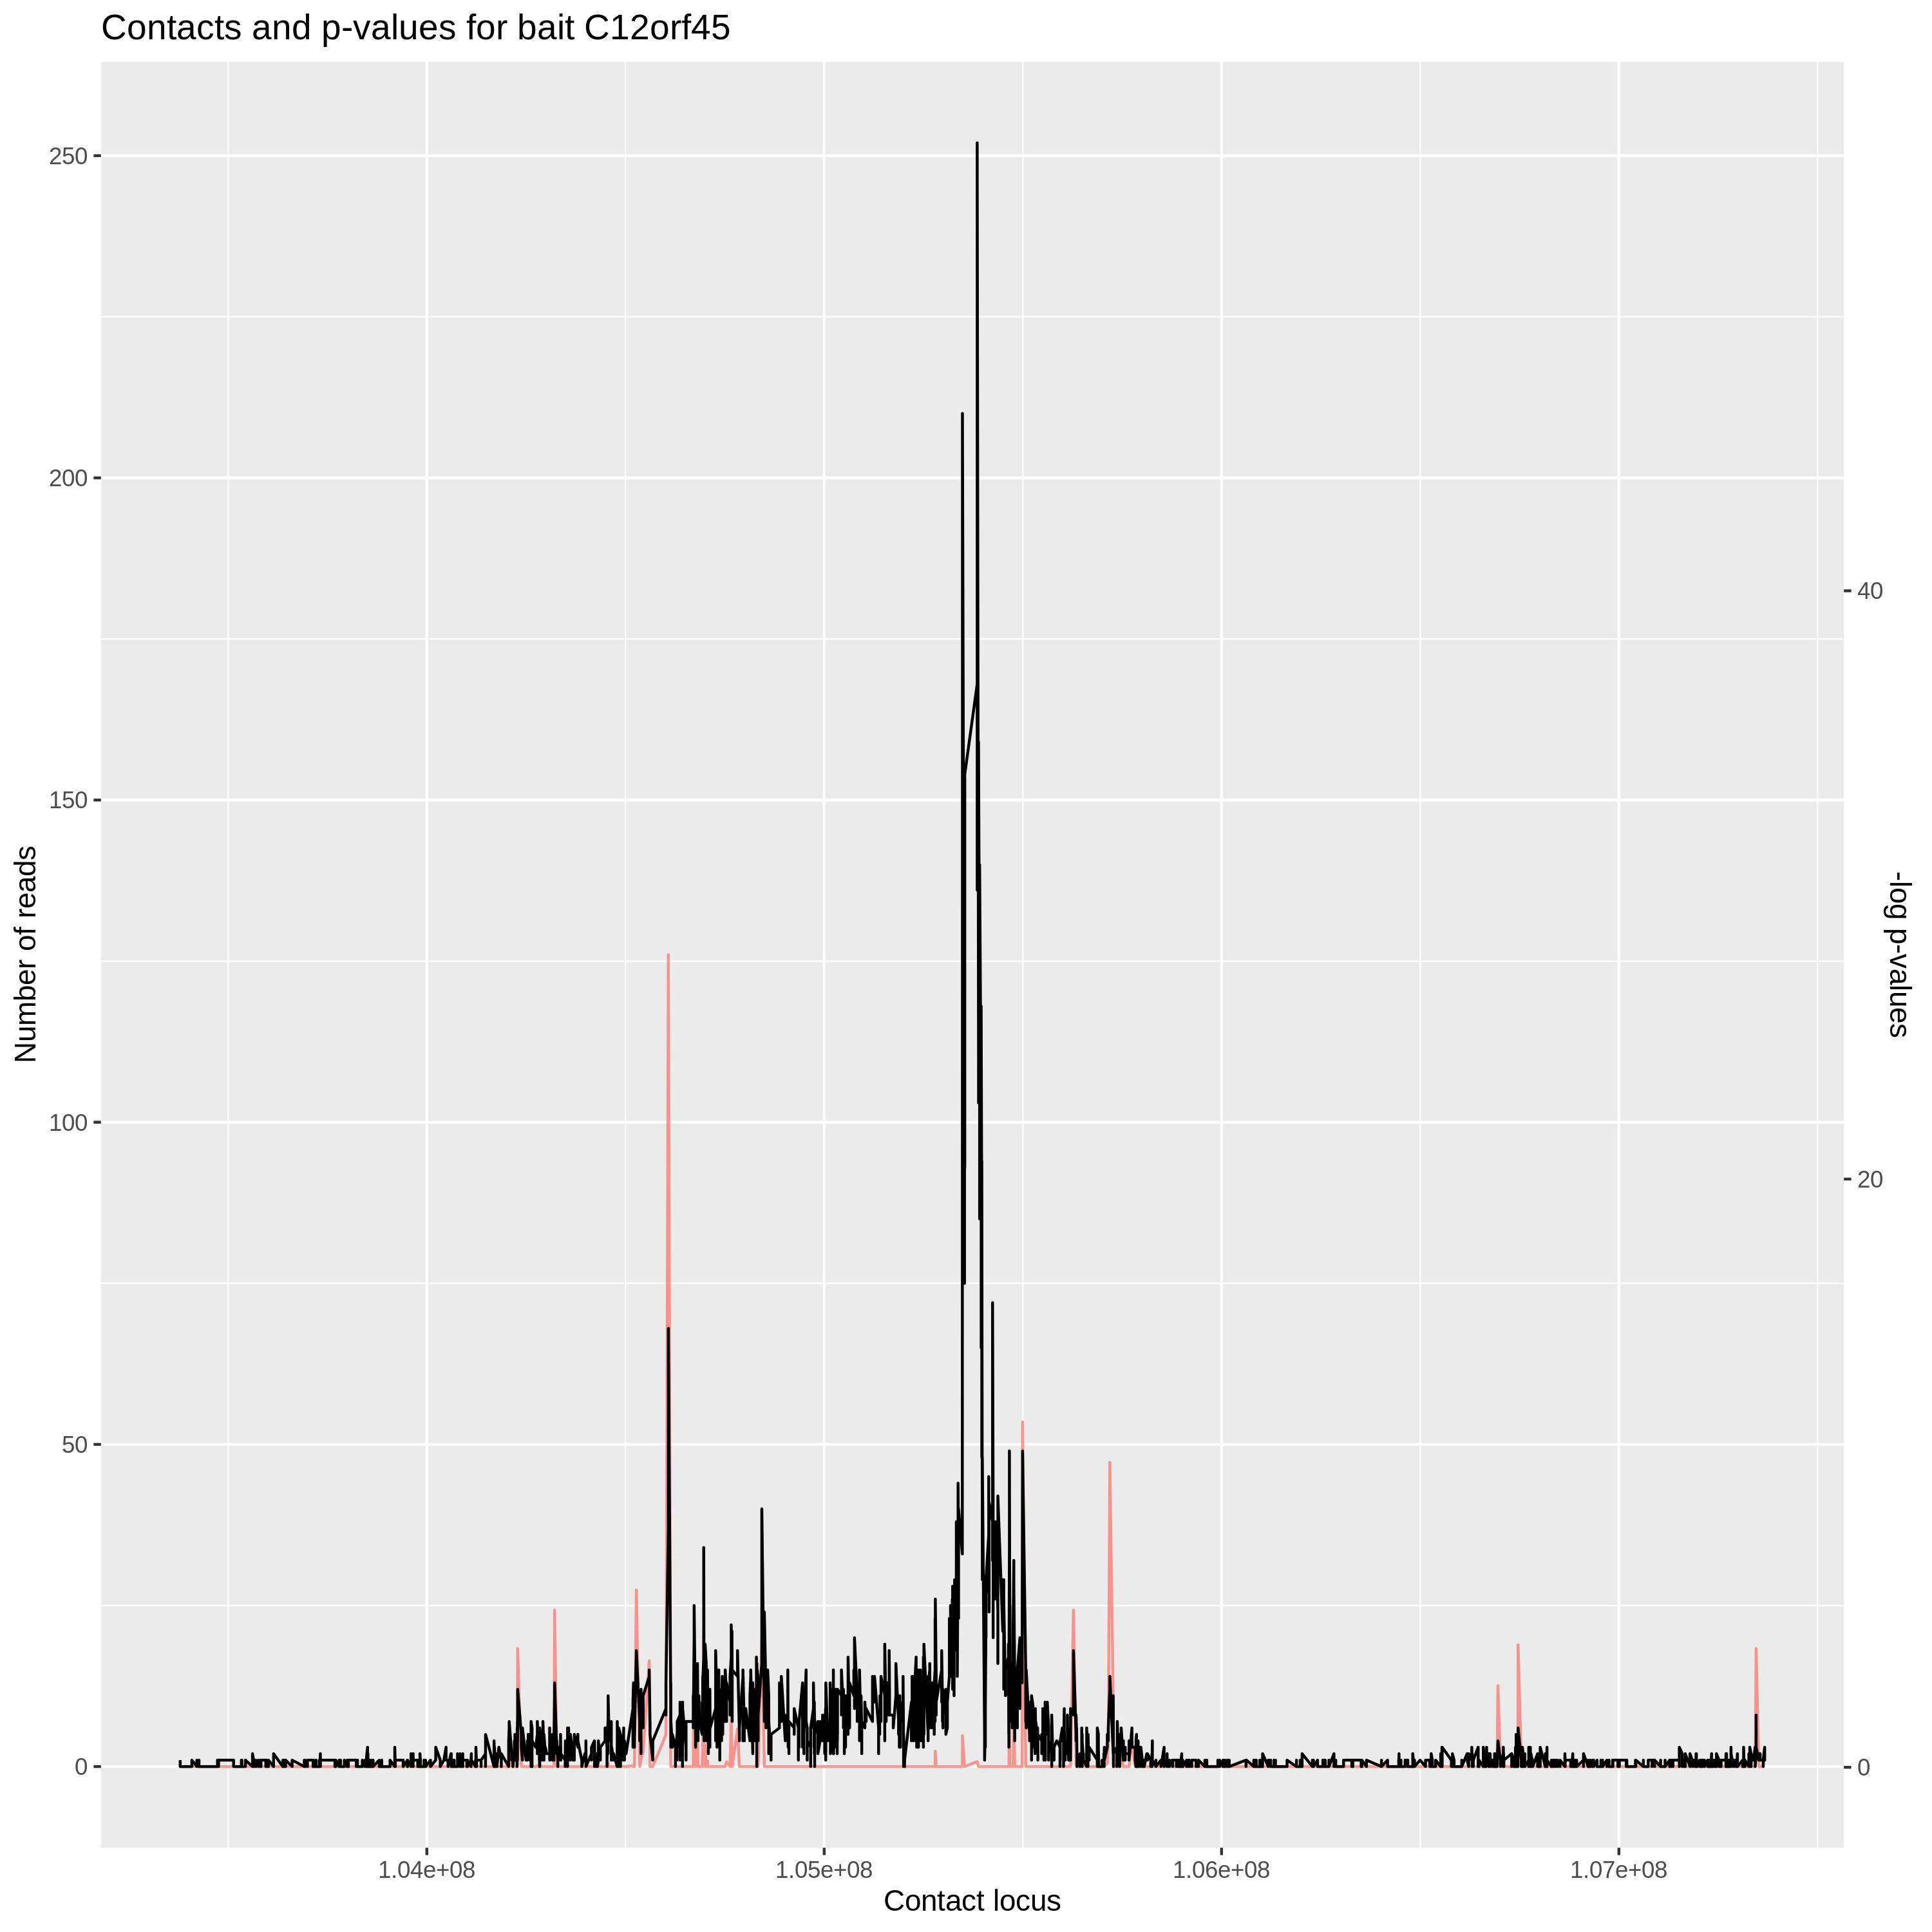 Contacts and p-values for bait C12orf45
250
200
150
100
50
0
Number of reads
40
20
0
-log p-values
1.04e+08
1.05e+08
1.06e+08
1.07e+08
Contact locus